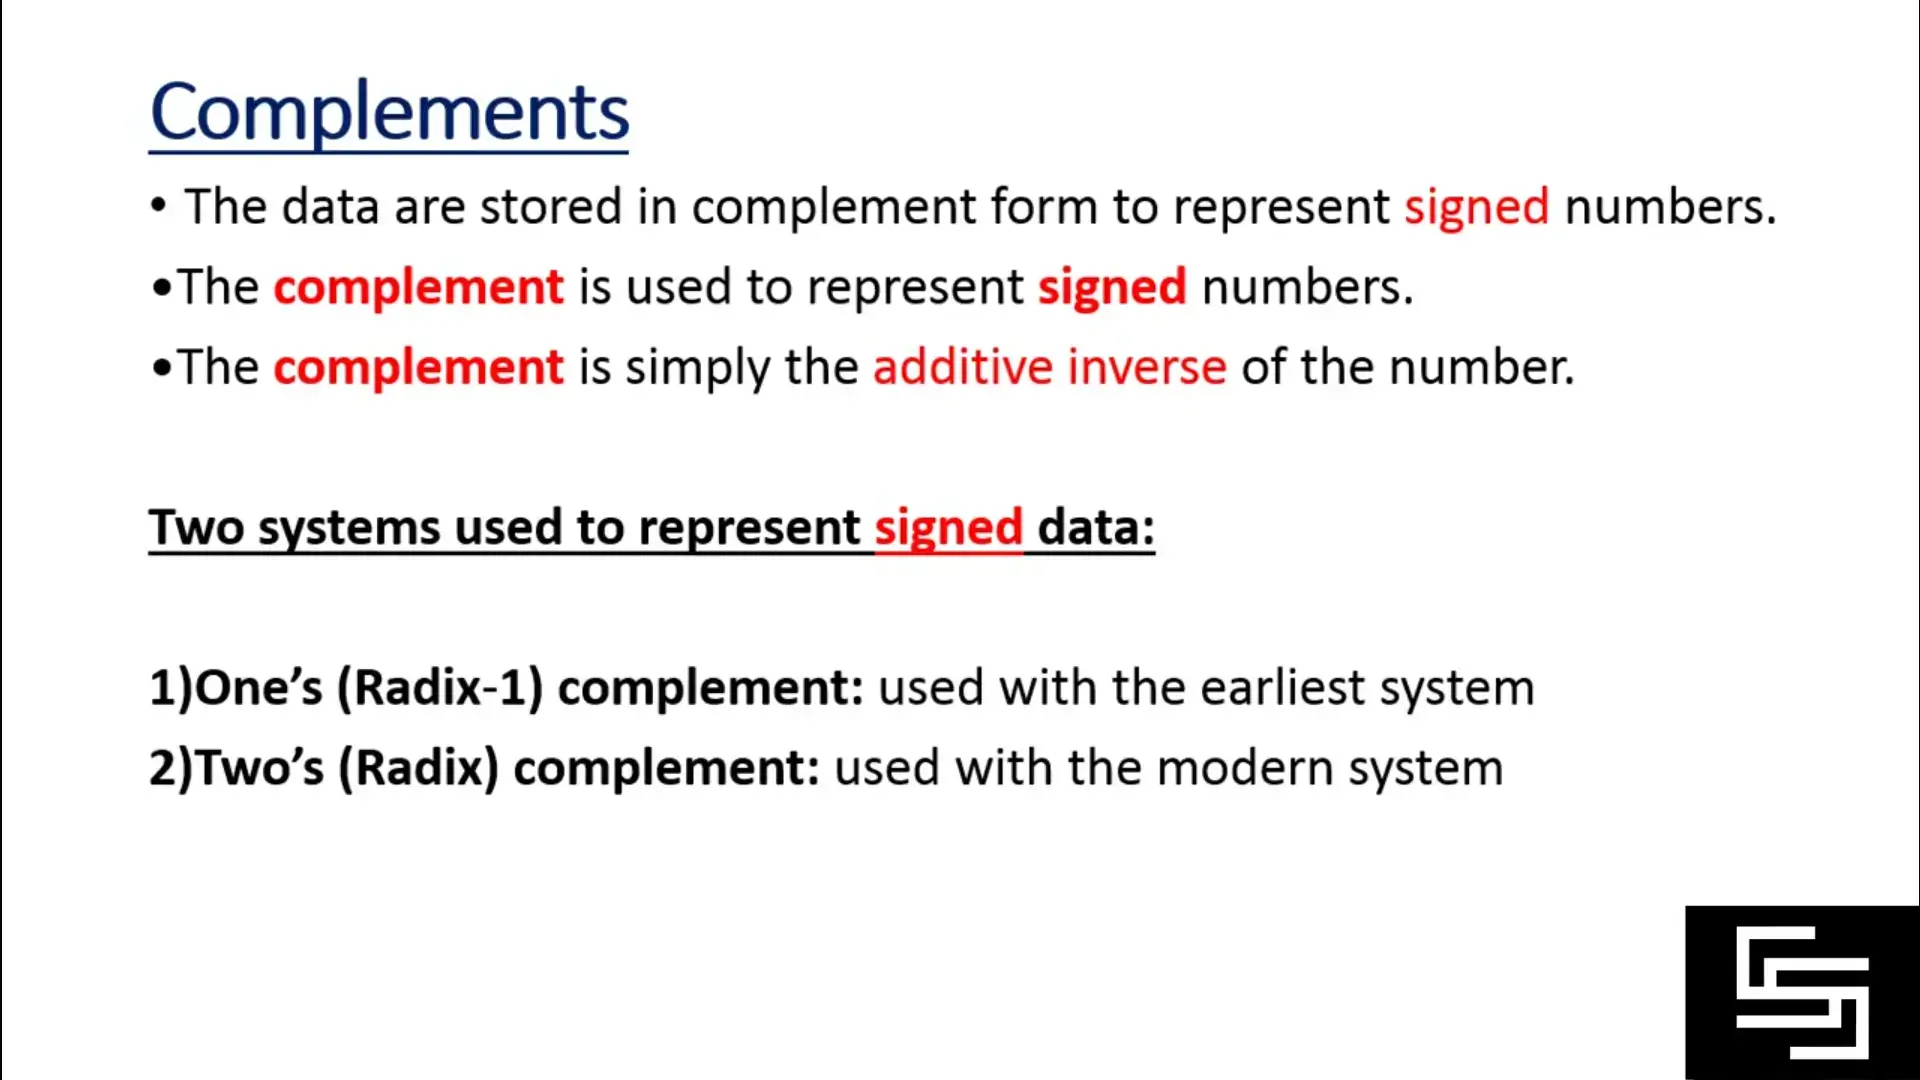 Complements
• The data are stored in complement form to represent signed numbers.
•The complement is used to represent signed numbers.
•The complement is simply the additive inverse of the number.
Two systems used to represent signed data:
1)One’s (Radix-1) complement: used with the earliest system
2)Two’s (Radix) complement: used with the modern system